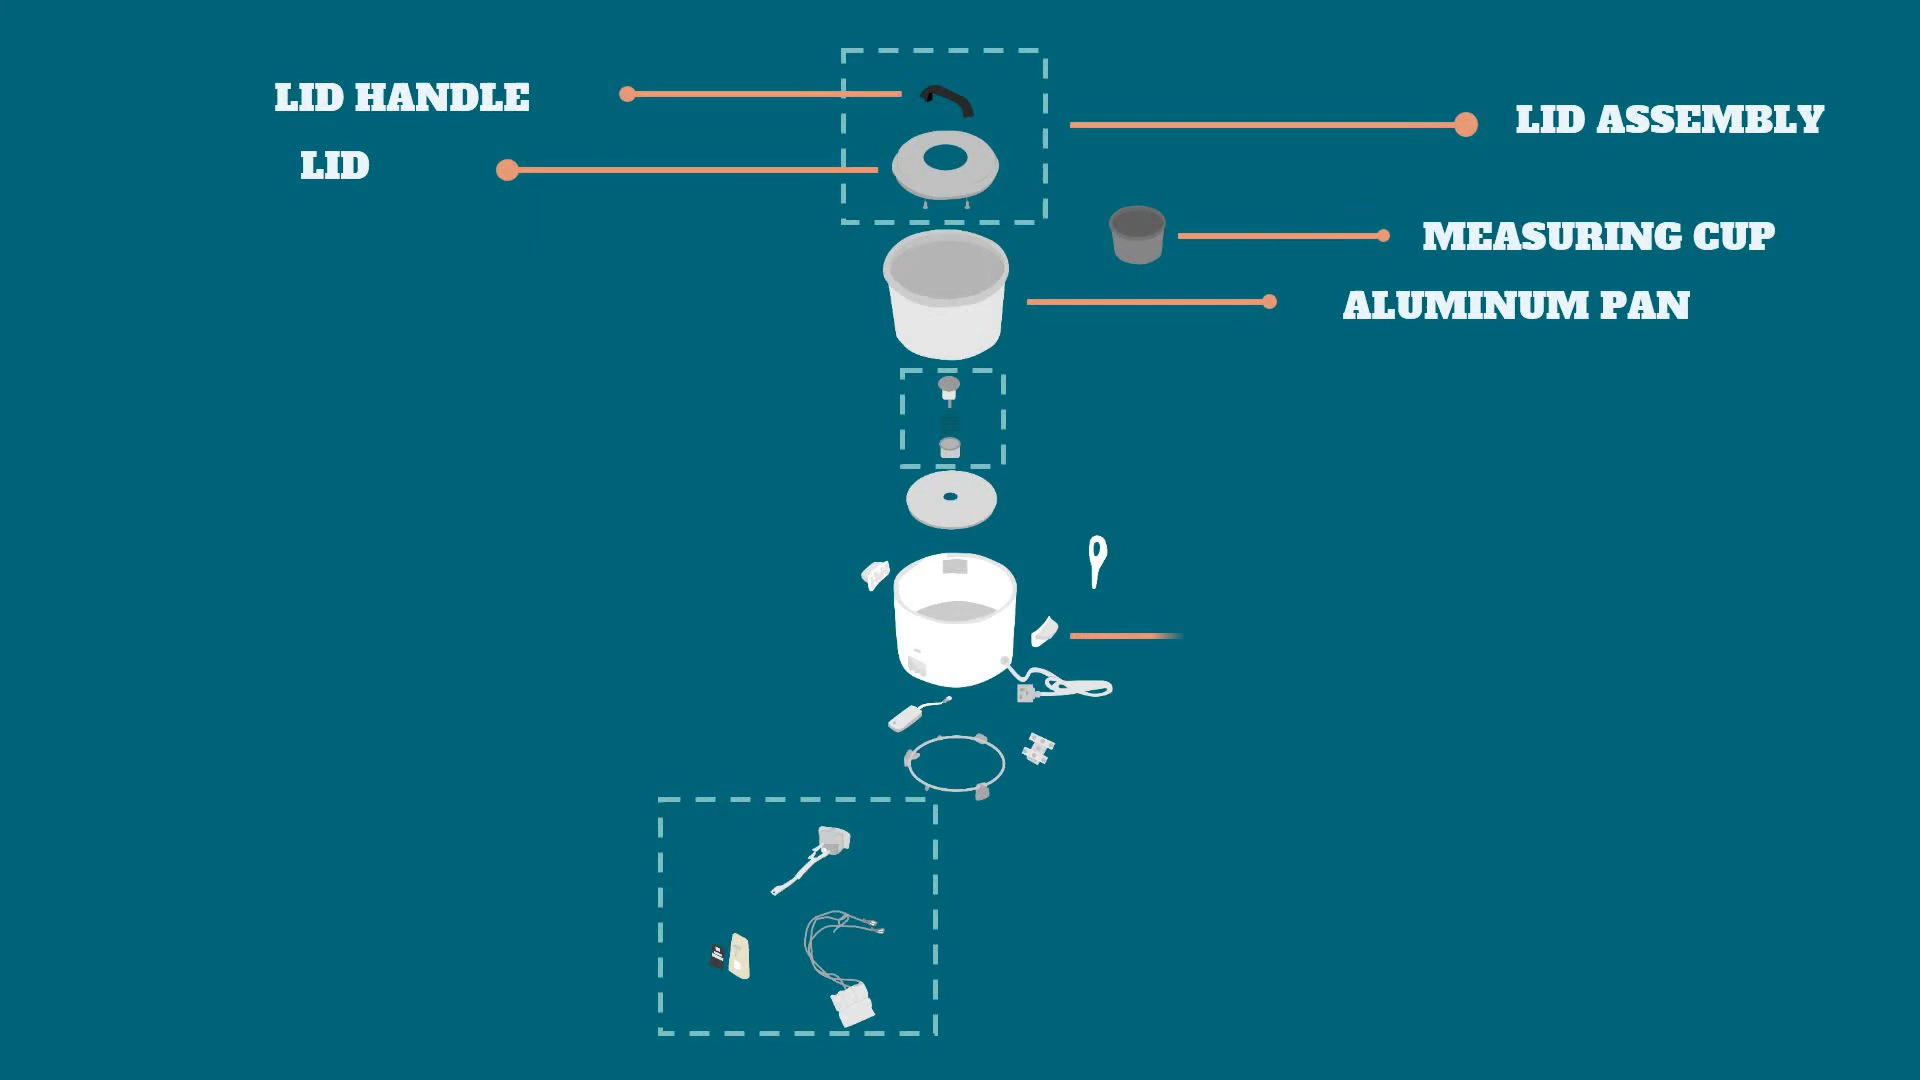 LID HANDLE
LID ASSEMBLY
LID
MEASURING CUP
ALUMINUM PAN